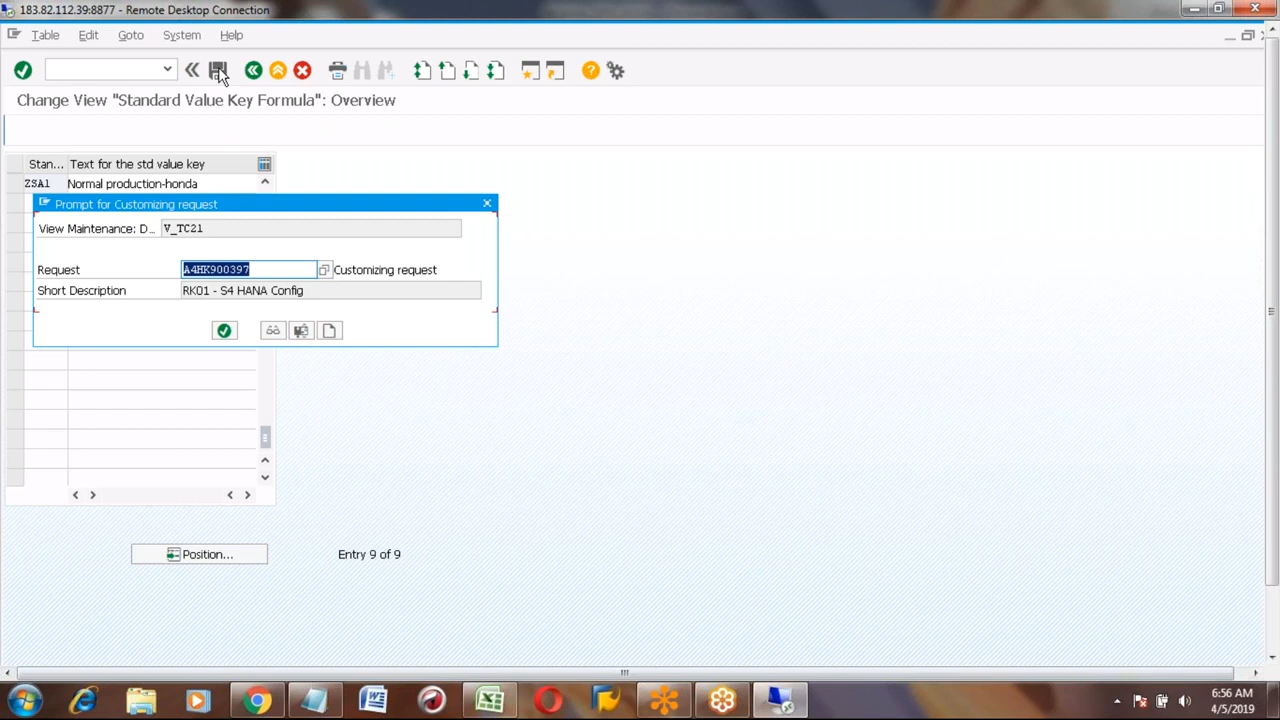 183.82.112.39:8877 - Remote Desktop Connection
Table Edit Goto System Help
Change View "Standard Value Key Formula": Overview
Stan... Text for the std value key
ZSA1 Normal production-honda
Prompt for Customizing request
View Maintenance: D... V_TC21
Request A4HK900397 Customizing request
Short Description RK01 - S4 HANA Config
Position... Entry 9 of 9
6:56 AM
4/5/2019